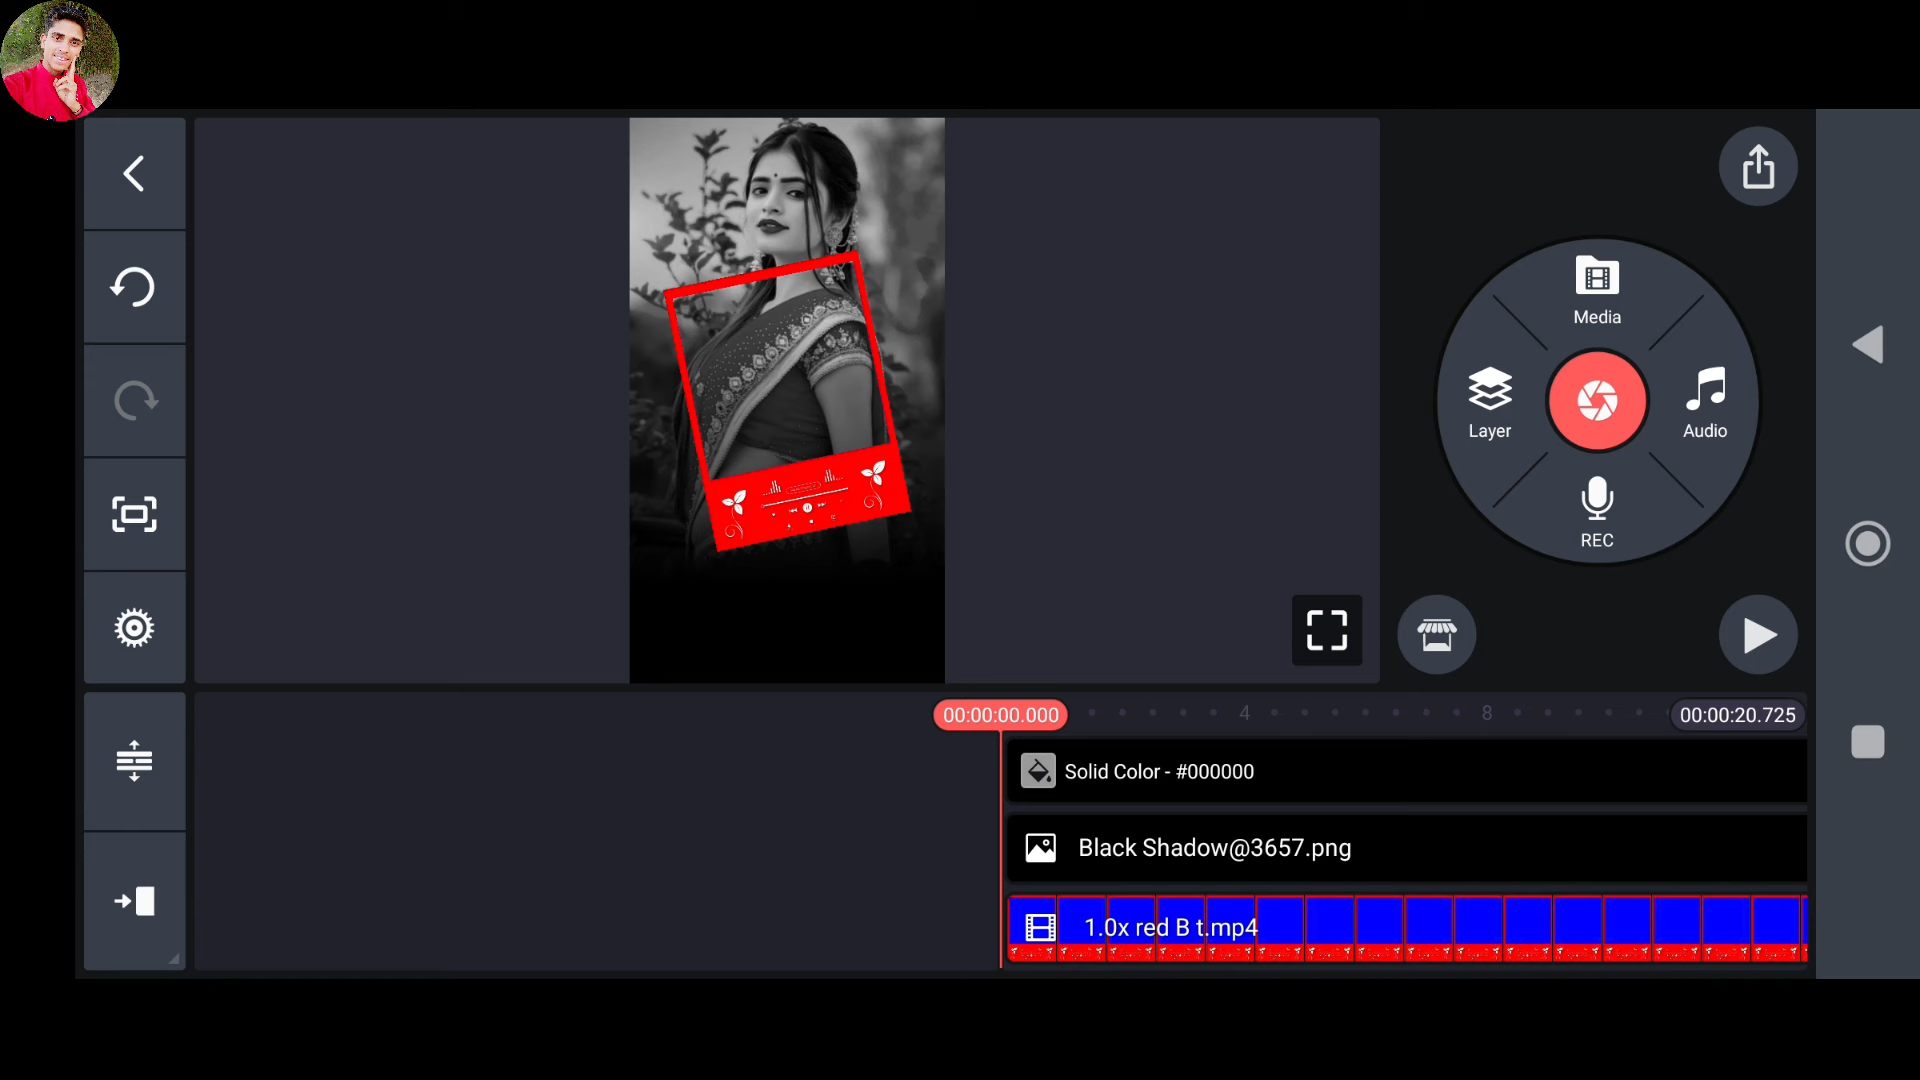 Media
Layer
Audio
REC
00:00:00.000
4
8
00:00:20.725
Solid Color - #000000
Black Shadow@3657.png
1.0x red B t.mp4